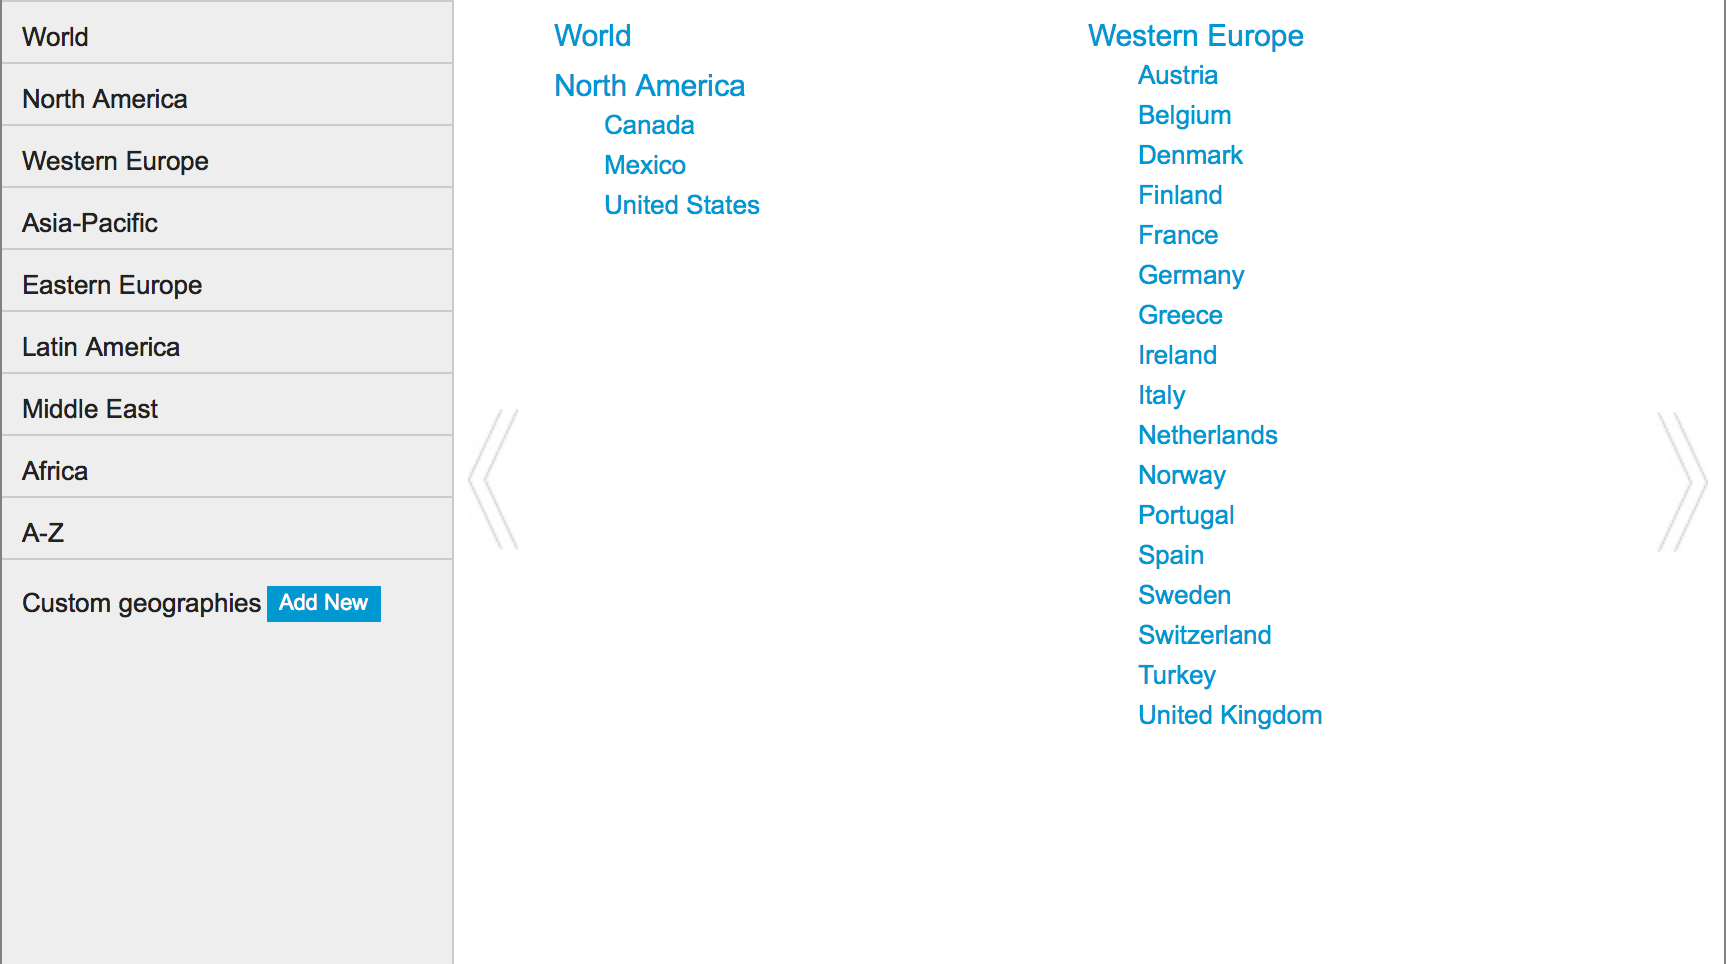 World
North America
Western Europe
Asia-Pacific
Eastern Europe
Latin America
Middle East
Africa
A-Z
Custom geographies Add New
World
North America
Canada
Mexico
United States
Western Europe
Austria
Belgium
Denmark
Finland
France
Germany
Greece
Ireland
Italy
Netherlands
Norway
Portugal
Spain
Sweden
Switzerland
Turkey
United Kingdom